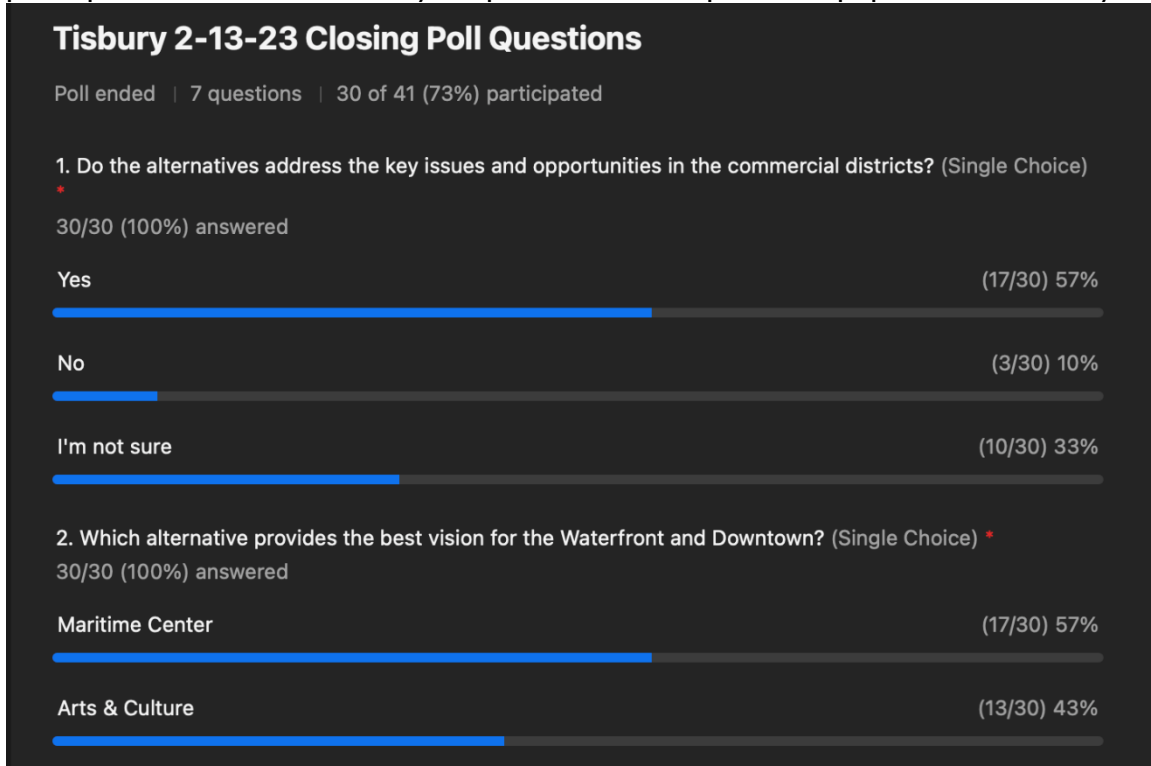 Tisbury 2-13-23 Closing Poll Questions
Poll ended | 7 questions | 30 of 41 (73%) participated
1. Do the alternatives address the key issues and opportunities in the commercial districts? (Single Choice)
*
30/30 (100%) answered
Yes (17/30) 57%
No (3/30) 10%
I'm not sure (10/30) 33%
2. Which alternative provides the best vision for the Waterfront and Downtown? (Single Choice) *
30/30 (100%) answered
Maritime Center (17/30) 57%
Arts & Culture (13/30) 43%